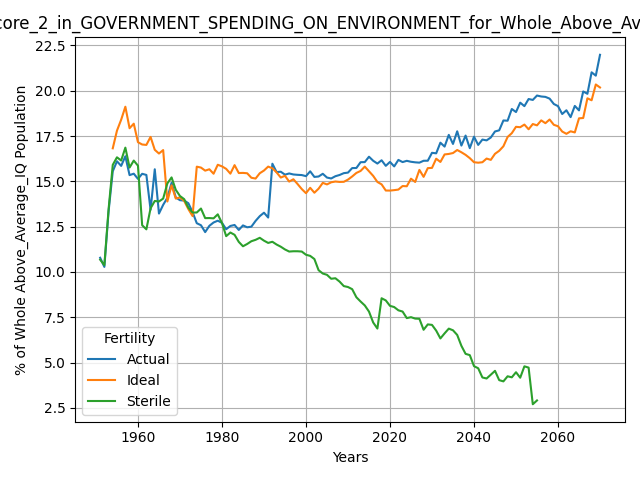 core_2_in_GOVERNMENT_SPENDING_ON_ENVIRONMENT_for_Whole_Above_Ave
% of Whole Above_Average_IQ Population
22.5
20.0
17.5
15.0
12.5
10.0
7.5
5.0
2.5
Fertility
Actual
Ideal
Sterile
1960
1980
2000
2020
2040
2060
Years